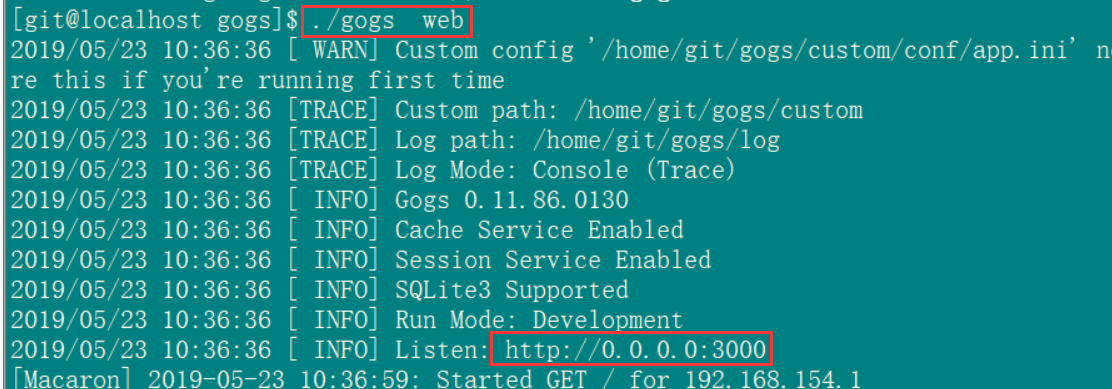 [git@localhost gogs]$ ./gogs  web
2019/05/23 10:36:36 [ WARN] Custom config '/home/git/gogs/custom/conf/app.ini'
re this if you're running first time
2019/05/23 10:36:36 [TRACE] Custom path: /home/git/gogs/custom
2019/05/23 10:36:36 [TRACE] Log path: /home/git/gogs/log
2019/05/23 10:36:36 [TRACE] Log Mode: Console (Trace)
2019/05/23 10:36:36 [ INFO] Gogs 0.11.86.0130
2019/05/23 10:36:36 [ INFO] Cache Service Enabled
2019/05/23 10:36:36 [ INFO] Session Service Enabled
2019/05/23 10:36:36 [ INFO] SQLite3 Supported
2019/05/23 10:36:36 [ INFO] Run Mode: Development
2019/05/23 10:36:36 [ INFO] Listen: http://0.0.0.0:3000
[Macaron] 2019-05-23 10:36:59: Started GET / for 192.168.154.1